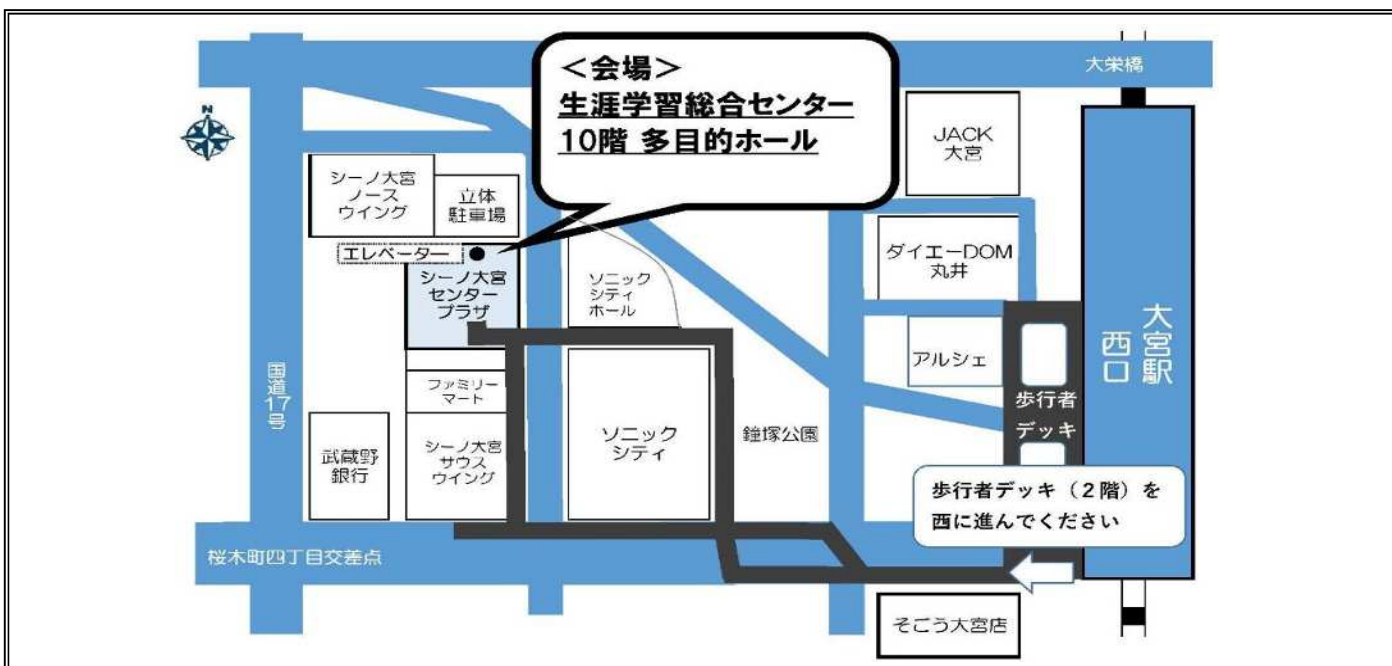 ＜会場＞
生涯学習総合センター
10階 多目的ホール
大栄橋
N
JACK
大宮
シーノ大宮
ノース
ウイング
立体
駐車場
エレベーター
シーノ大宮
センター
プラザ
ソニック
シティ
ホール
ダイエーDOM
丸井
大宮駅
西口
アルシェ
歩行者
デッキ
国道17号
ファミリー
マート
武蔵野
銀行
シーノ大宮
サウス
ウイング
ソニック
シティ
鐘塚公園
歩行者デッキ（２階）を
西に進んでください
桜木町四丁目交差点
そごう大宮店